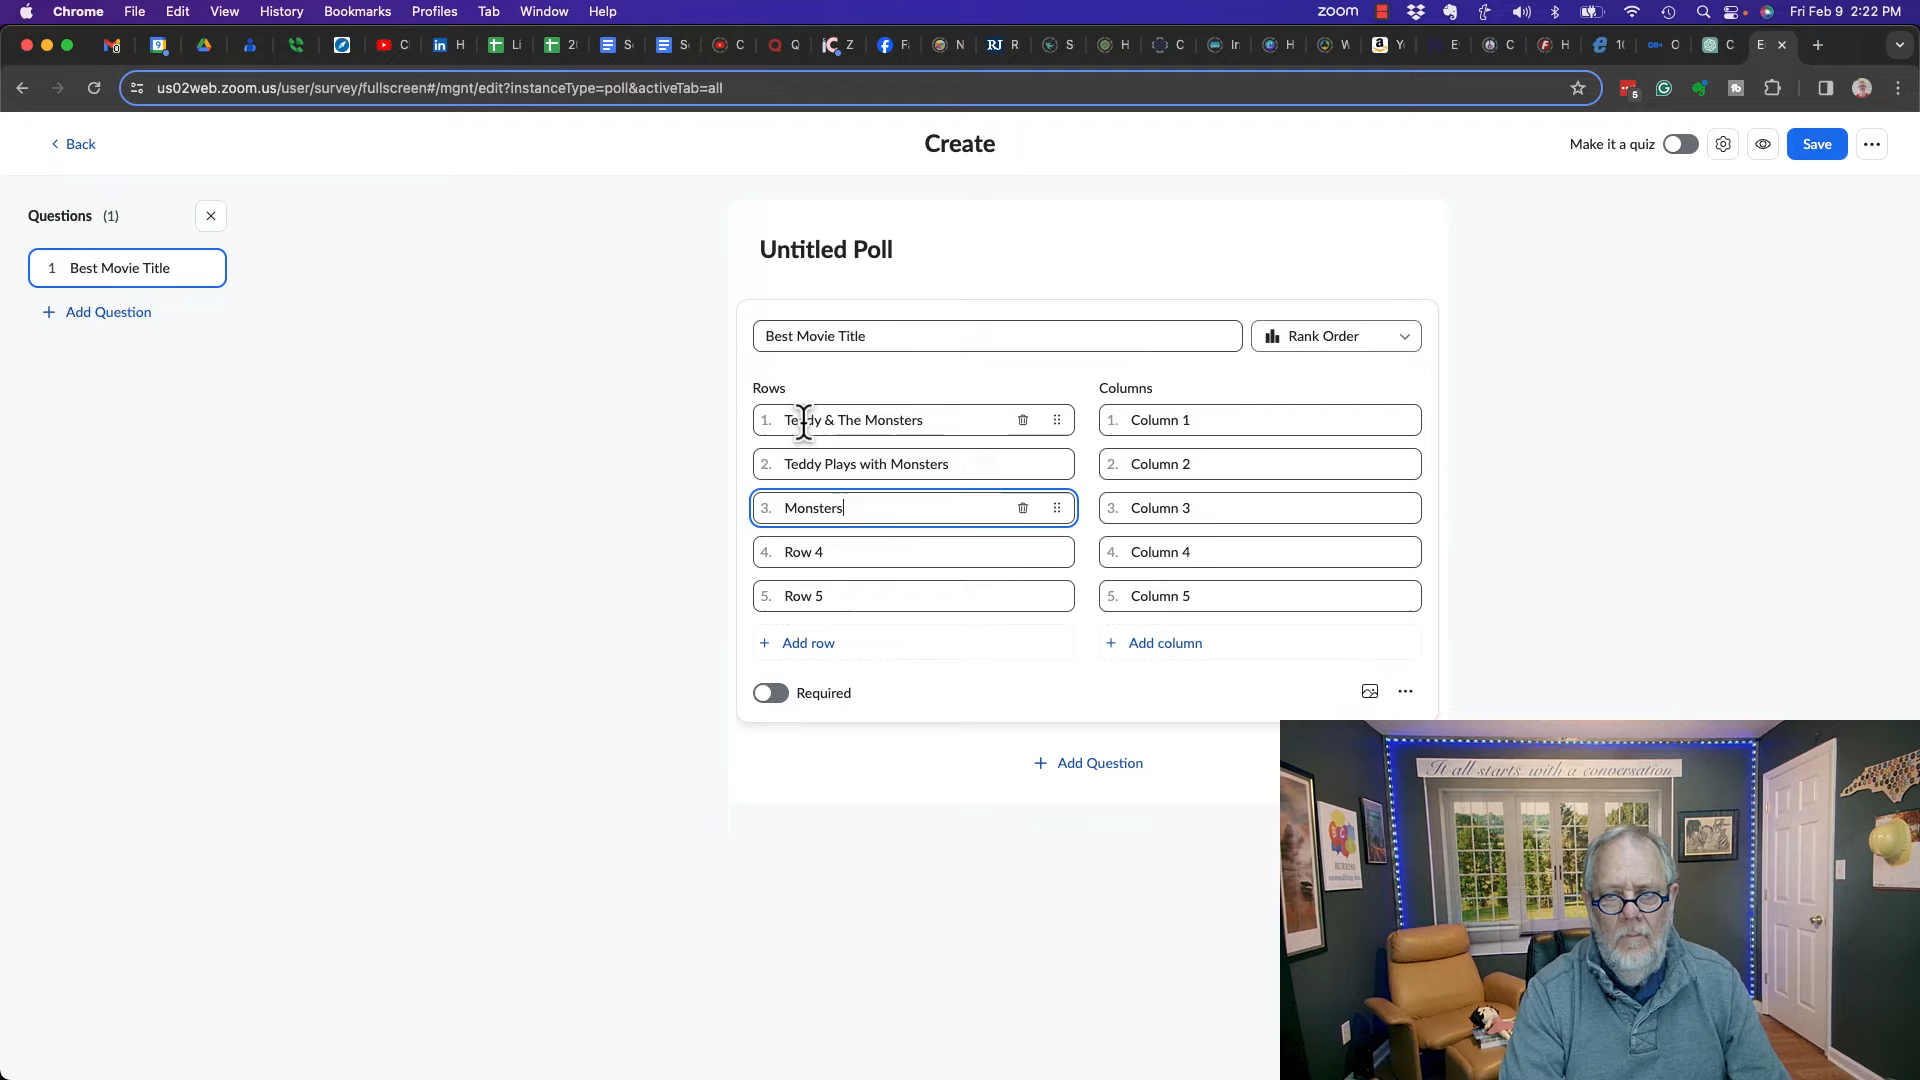 Chrome File Edit View History Bookmarks Profiles Tab Window Help zoom Fri Feb 9 2:22 PM
us02web.zoom.us/user/survey/fullscreen#/mgnt/edit?instanceType=poll&activeTab=all
Back
Create
Make it a quiz
Save
Questions (1)
1 Best Movie Title
Add Question
Untitled Poll
Best Movie Title
Rank Order
Rows
Columns
1. Teddy & The Monsters
1. Column 1
2. Teddy Plays with Monsters
2. Column 2
3. Monsters
3. Column 3
4. Row 4
4. Column 4
5. Row 5
5. Column 5
Add row
Add column
Required
Add Question
It all starts with a conversation
BURRISS